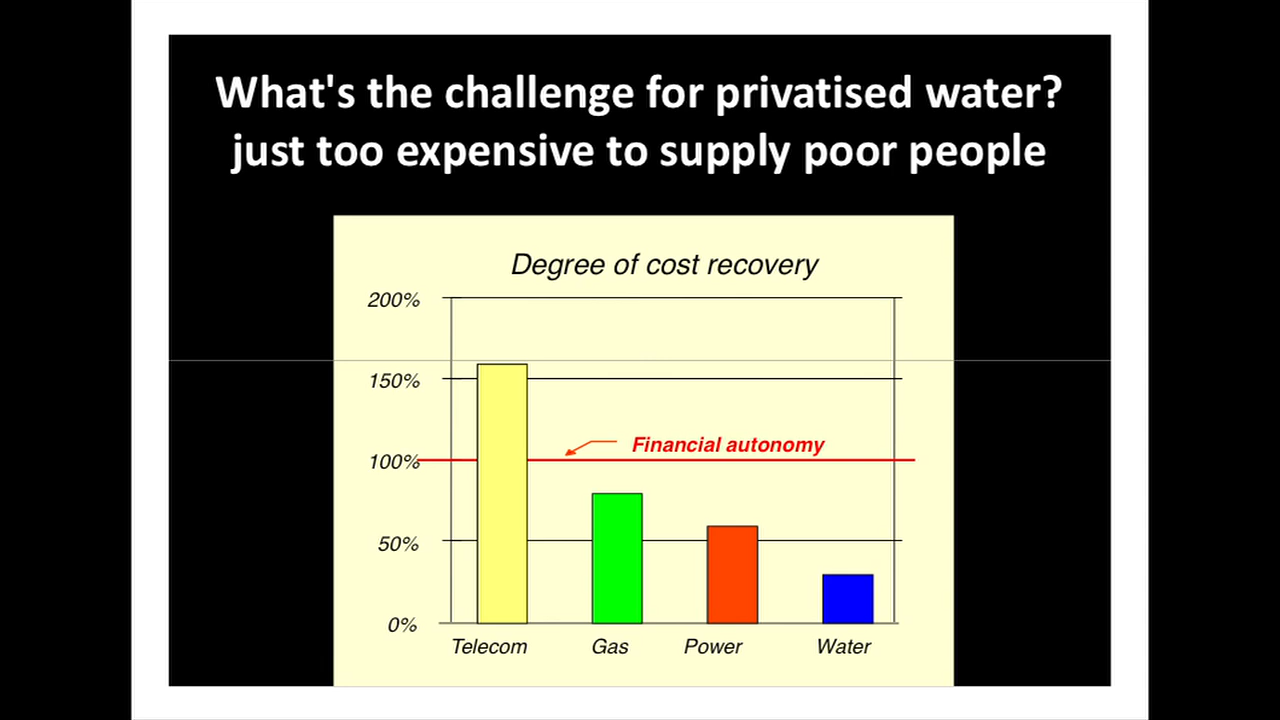 What's the challenge for privatised water?
just too expensive to supply poor people
Degree of cost recovery
200%
150%
Financial autonomy
100%
50%
0%
Telecom Gas Power Water